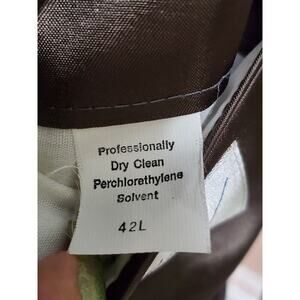 Professionally
Dry Clean
Perchlorethylene
Solvent
42L